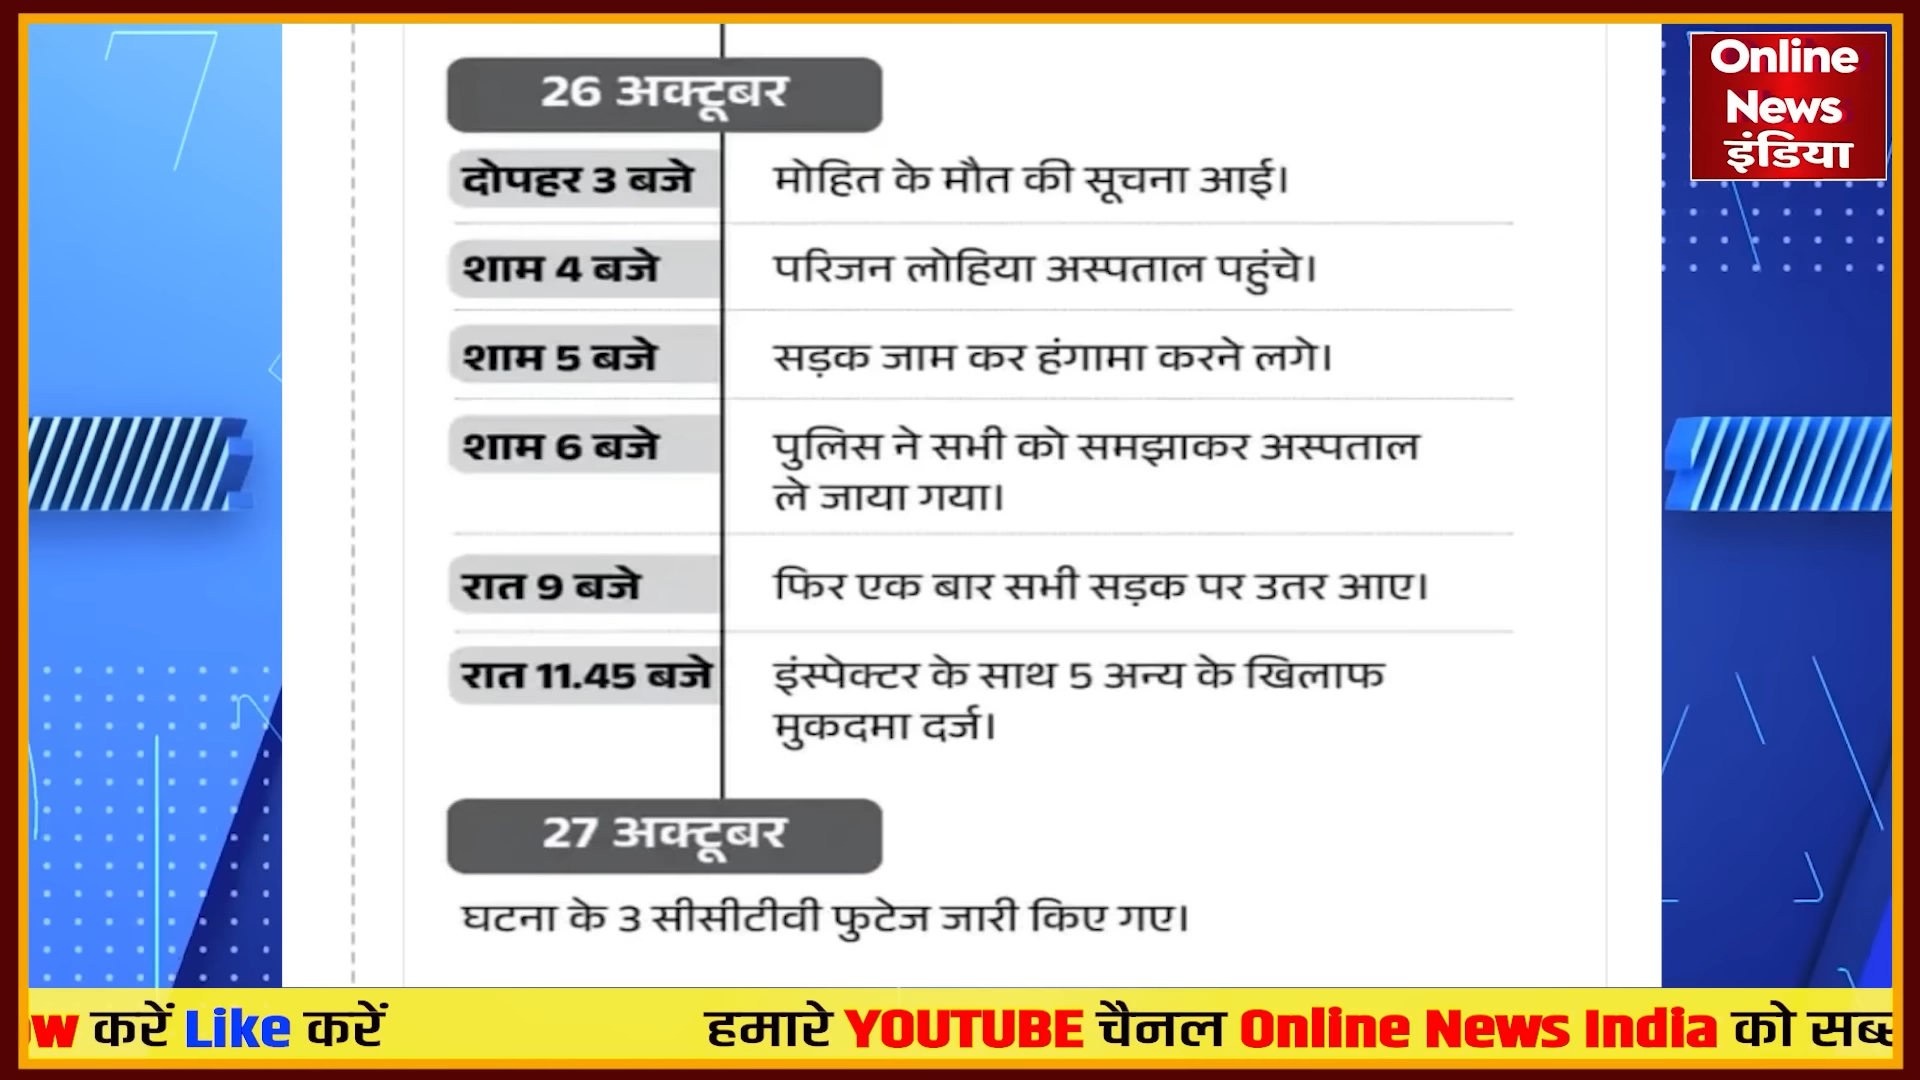 Online
News
इंडिया
26 अक्टूबर
दोपहर 3 बजे मोहित के मौत की सूचना आई।
शाम 4 बजे परिजन लोहिया अस्पताल पहुंचे।
शाम 5 बजे सड़क जाम कर हंगामा करने लगे।
शाम 6 बजे पुलिस ने सभी को समझाकर अस्पताल
ले जाया गया।
रात 9 बजे फिर एक बार सभी सड़क पर उतर आए।
रात 11.45 बजे इंस्पेक्टर के साथ 5 अन्य के खिलाफ
मुकदमा दर्ज।
27 अक्टूबर
घटना के 3 सीसीटीवी फुटेज जारी किए गए।
करें Like करें हमारे YOUTUBE चैनल Online News India को